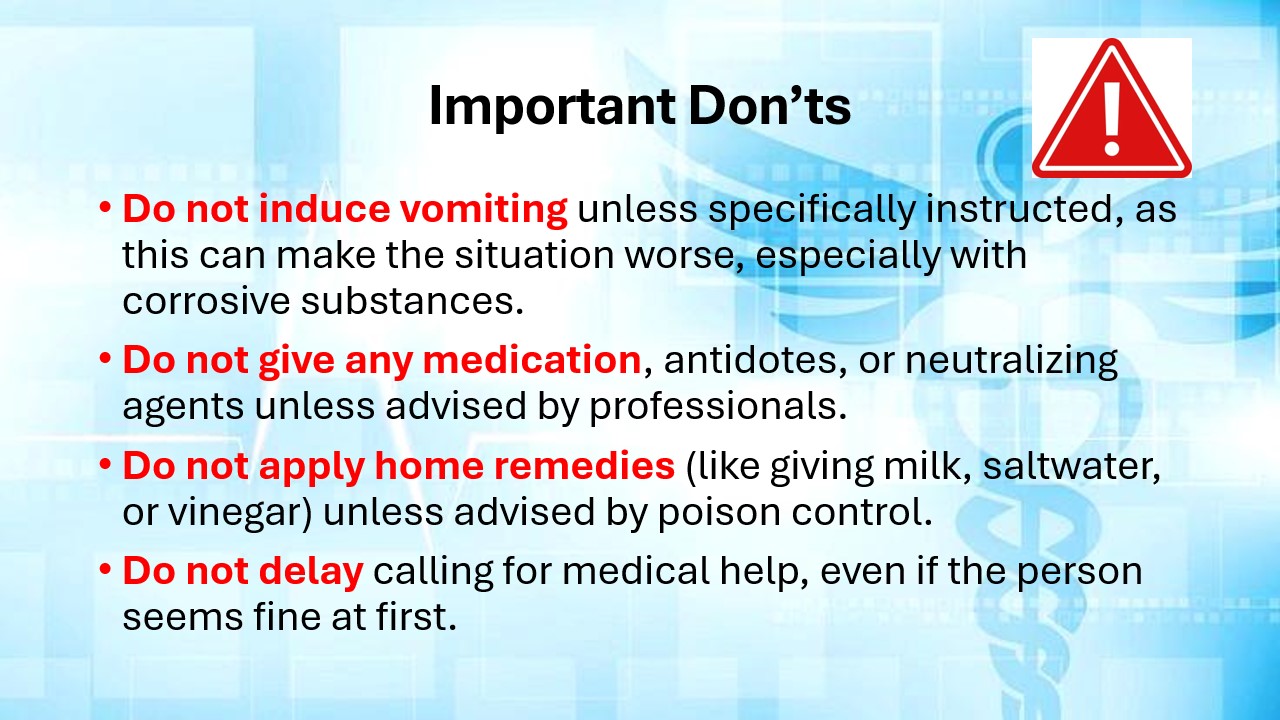 Important Don’ts
• Do not induce vomiting unless specifically instructed, as
this can make the situation worse, especially with
corrosive substances.
• Do not give any medication, antidotes, or neutralizing
agents unless advised by professionals.
• Do not apply home remedies (like giving milk, saltwater,
or vinegar) unless advised by poison control.
• Do not delay calling for medical help, even if the person
seems fine at first.